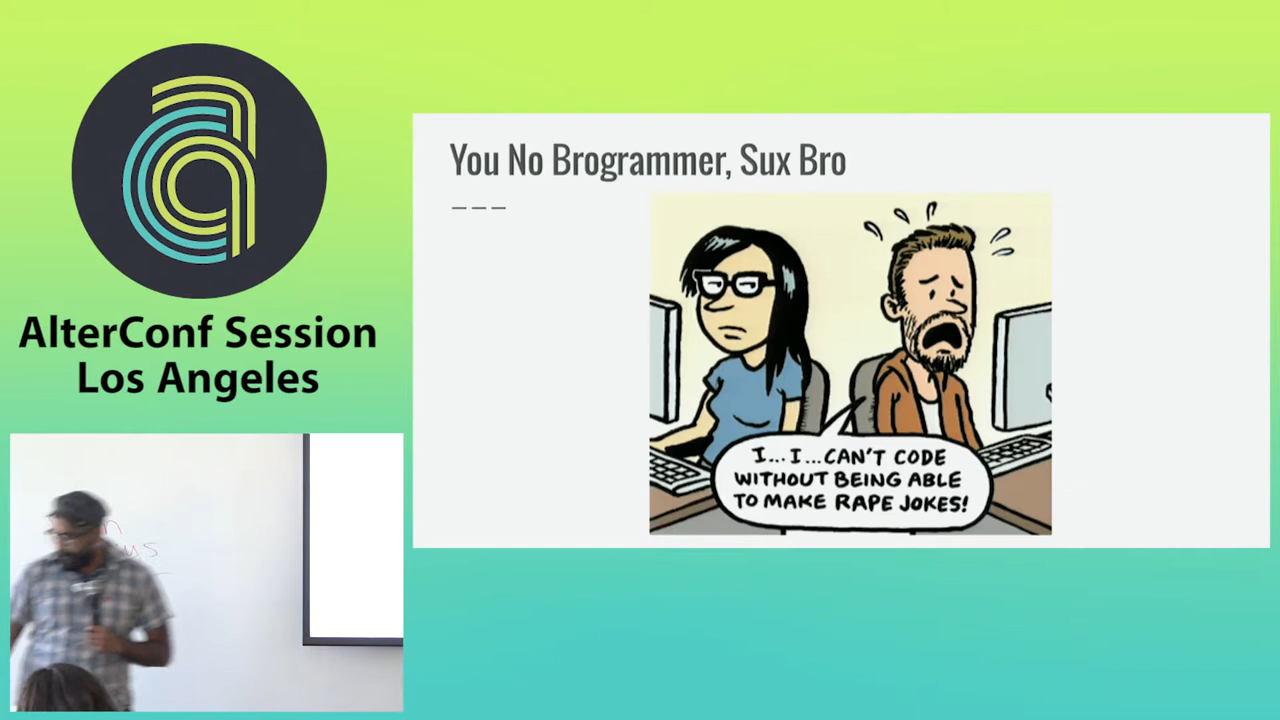 AlterConf Session
Los Angeles
You No Brogrammer, Sux Bro
I...I...CAN'T CODE
WITHOUT BEING ABLE
TO MAKE RAPE JOKES!